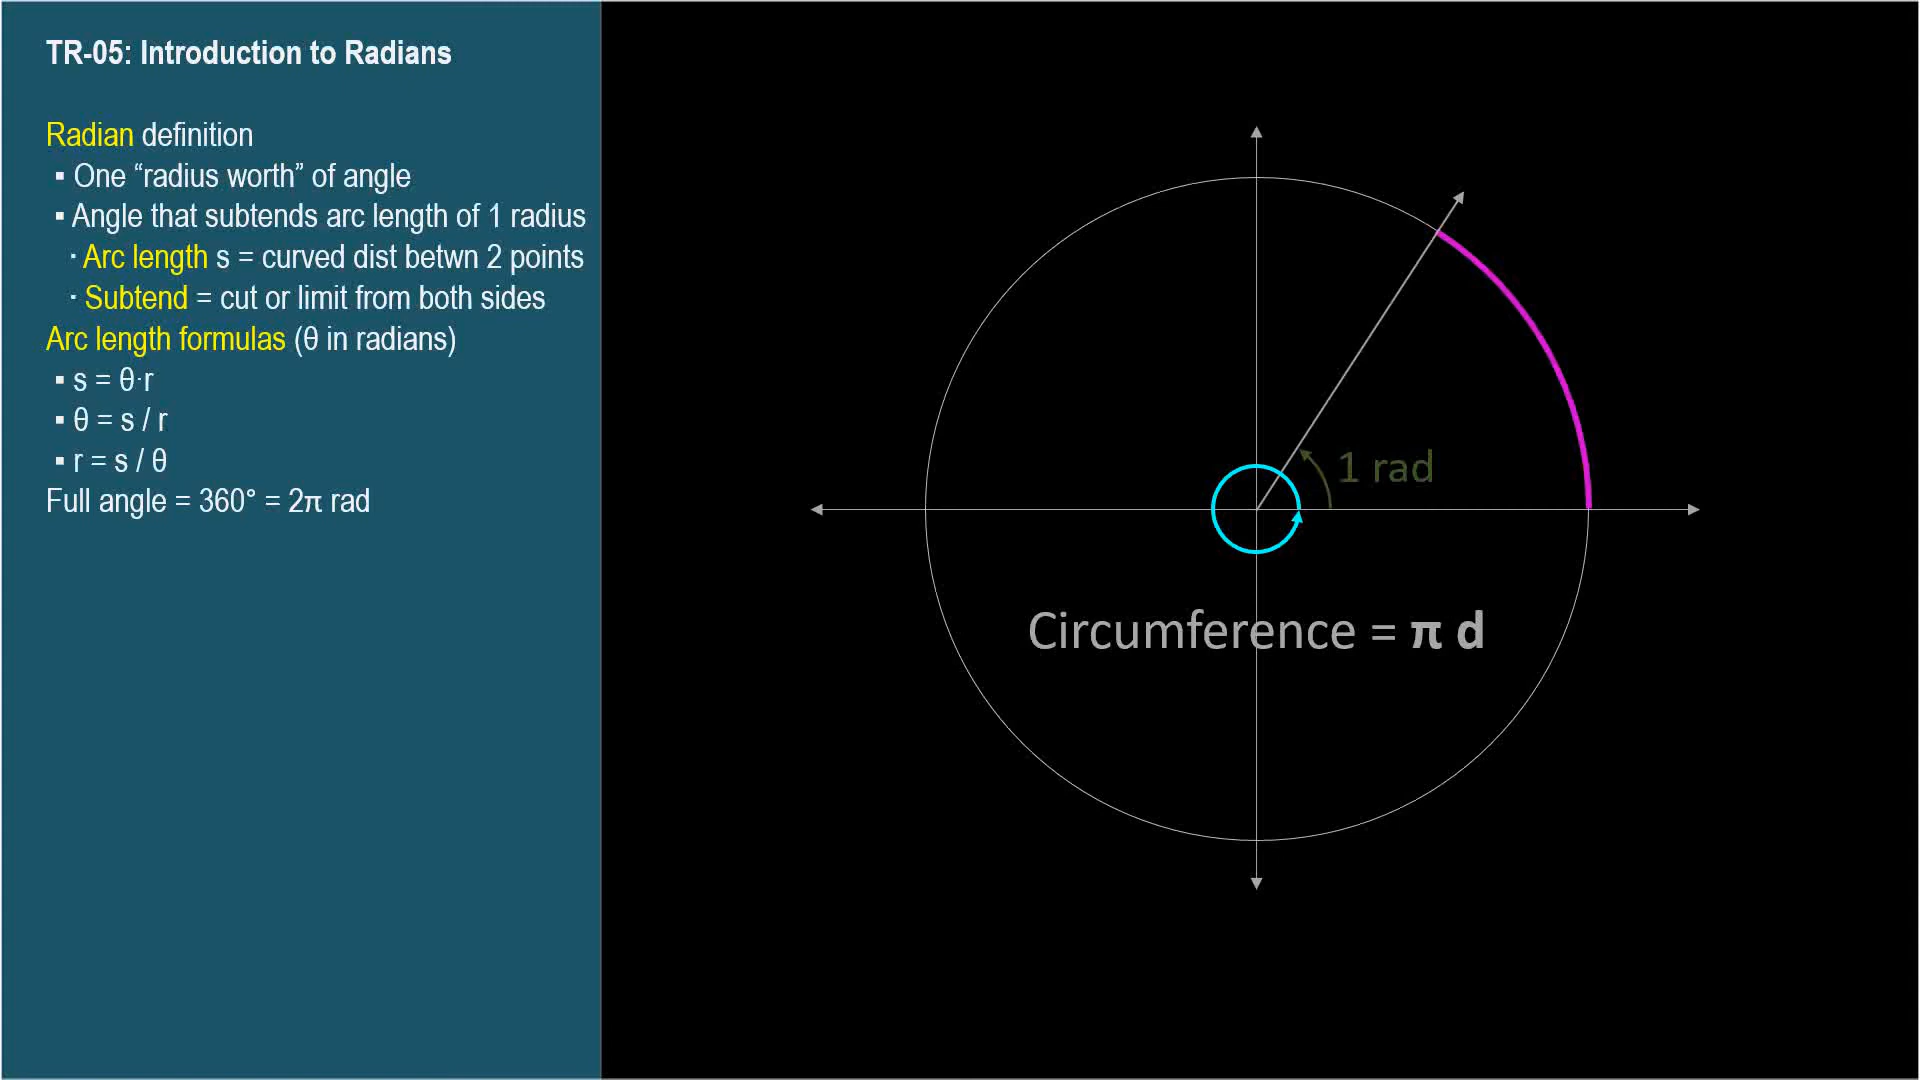 TR-05: Introduction to Radians
Radian definition
▪ One “radius worth” of angle
▪ Angle that subtends arc length of 1 radius
· Arc length s = curved dist betwn 2 points
· Subtend = cut or limit from both sides
Arc length formulas (θ in radians)
▪ s = θ·r
▪ θ = s / r
▪ r = s / θ
Full angle = 360° = 2π rad
1 rad
Circumference = π d